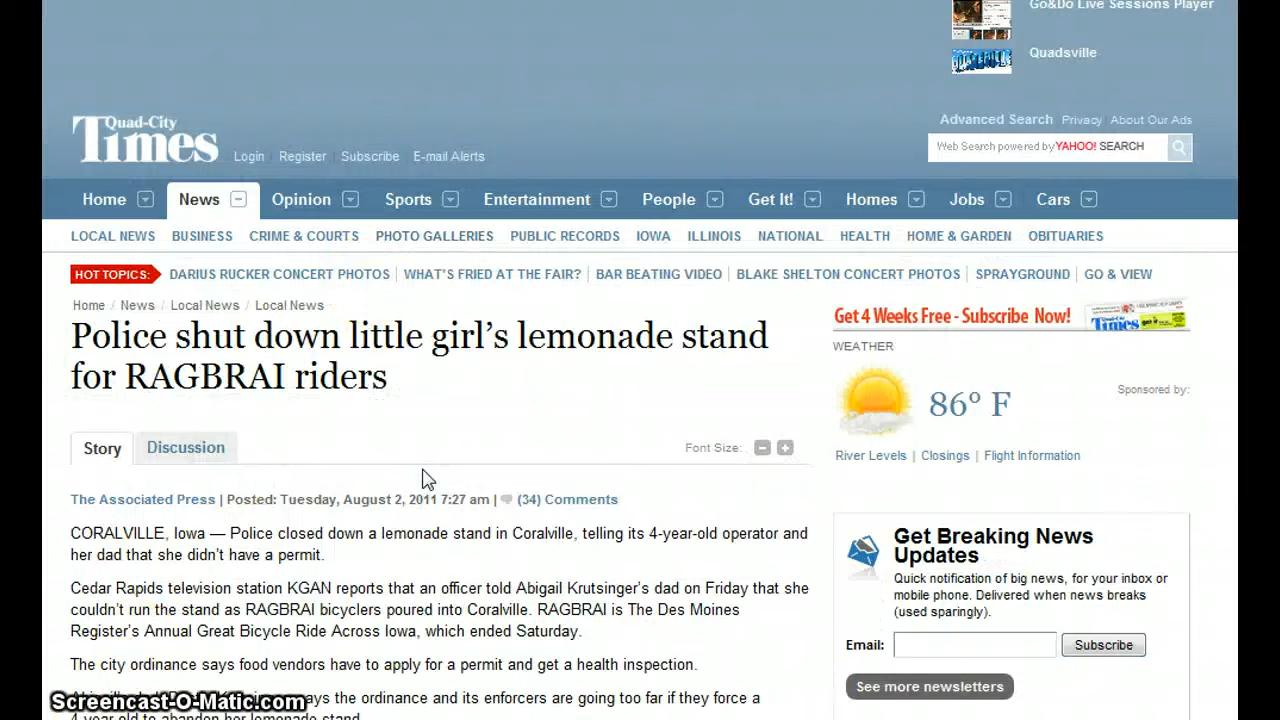 Go&Do Live Sessions Player
Quadsville
Quad-City
Times
Login Register Subscribe E-mail Alerts
Advanced Search Privacy About Our Ads
Web Search powered by YAHOO! SEARCH
Home News Opinion Sports Entertainment People Get It! Homes Jobs Cars
LOCAL NEWS BUSINESS CRIME & COURTS PHOTO GALLERIES PUBLIC RECORDS IOWA ILLINOIS NATIONAL HEALTH HOME & GARDEN OBITUARIES
HOT TOPICS: DARIUS RUCKER CONCERT PHOTOS WHAT'S FRIED AT THE FAIR? BAR BEATING VIDEO BLAKE SHELTON CONCERT PHOTOS SPRAYGROUND GO & VIEW
Home / News / Local News / Local News
Police shut down little girl's lemonade stand
for RAGBRAI riders
Story Discussion
Font Size:
The Associated Press | Posted: Tuesday, August 2, 2011 7:27 am | (34) Comments
CORALVILLE, Iowa — Police closed down a lemonade stand in Coralville, telling its 4-year-old operator and
her dad that she didn't have a permit.
Cedar Rapids television station KGAN reports that an officer told Abigail Krutsinger's dad on Friday that she
couldn't run the stand as RAGBRAI bicyclers poured into Coralville. RAGBRAI is The Des Moines
Register's Annual Great Bicycle Ride Across Iowa, which ended Saturday.
The city ordinance says food vendors have to apply for a permit and get a health inspection.
says the ordinance and its enforcers are going too far if they force a
4-year-old to abandon her lemonade stand.
Get 4 Weeks Free - Subscribe Now!
Times
WEATHER
86° F
Sponsored by:
River Levels | Closings | Flight Information
Get Breaking News
Updates
Quick notification of big news, for your inbox or
mobile phone. Delivered when news breaks
(used sparingly).
Email: Subscribe
See more newsletters
Screencast-O-Matic.com